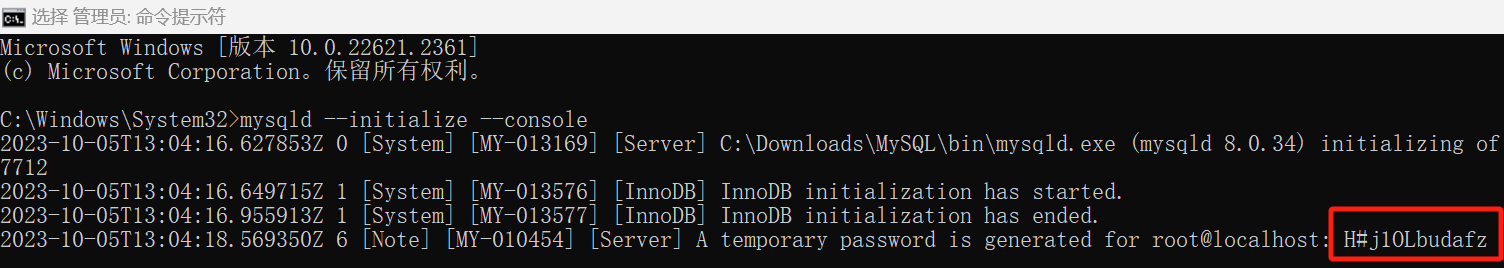 选择 管理员: 命令提示符
Microsoft Windows [版本 10.0.22621.2361]
(c) Microsoft Corporation。保留所有权利。
C:\Windows\System32>mysqld --initialize --console
2023-10-05T13:04:16.627853Z 0 [System] [MY-013169] [Server] C:\Downloads\MySQL\bin\mysqld.exe (mysqld 8.0.34) initializing of
7712
2023-10-05T13:04:16.649715Z 1 [System] [MY-013576] [InnoDB] InnoDB initialization has started.
2023-10-05T13:04:16.955913Z 1 [System] [MY-013577] [InnoDB] InnoDB initialization has ended.
2023-10-05T13:04:18.569350Z 6 [Note] [MY-010454] [Server] A temporary password is generated for root@localhost: H#j1OLbudafz